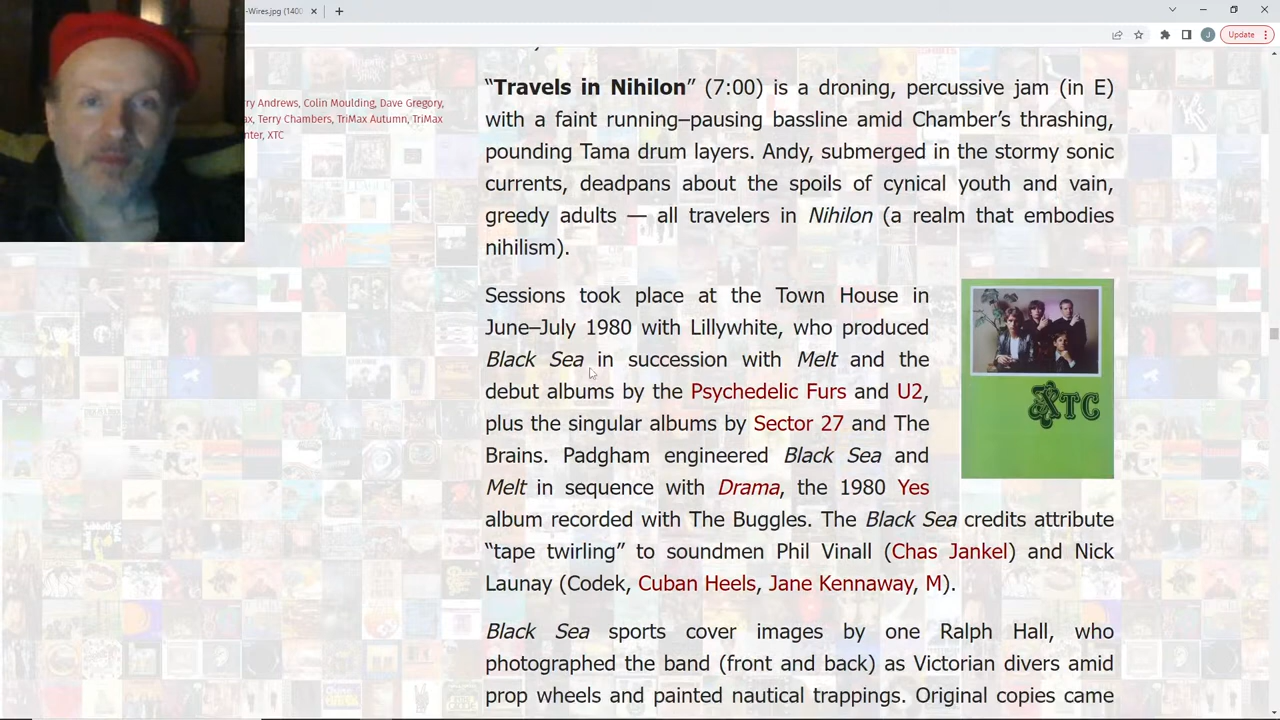 -Wires.jpg (1400
Update
J
ry Andrews, Colin Moulding, Dave Gregory,
ax, Terry Chambers, TriMax Autumn, TriMax
nter, XTC
“Travels in Nihilon” (7:00) is a droning, percussive jam (in E)
with a faint running–pausing bassline amid Chamber’s thrashing,
pounding Tama drum layers. Andy, submerged in the stormy sonic
currents, deadpans about the spoils of cynical youth and vain,
greedy adults — all travelers in Nihilon (a realm that embodies
nihilism).
Sessions took place at the Town House in
June–July 1980 with Lillywhite, who produced
Black Sea in succession with Melt and the
debut albums by the Psychedelic Furs and U2,
plus the singular albums by Sector 27 and The
Brains. Padgham engineered Black Sea and
Melt in sequence with Drama, the 1980 Yes
album recorded with The Buggles. The Black Sea credits attribute
“tape twirling” to soundmen Phil Vinall (Chas Jankel) and Nick
Launay (Codek, Cuban Heels, Jane Kennaway, M).
XTC
Black Sea sports cover images by one Ralph Hall, who
photographed the band (front and back) as Victorian divers amid
prop wheels and painted nautical trappings. Original copies came